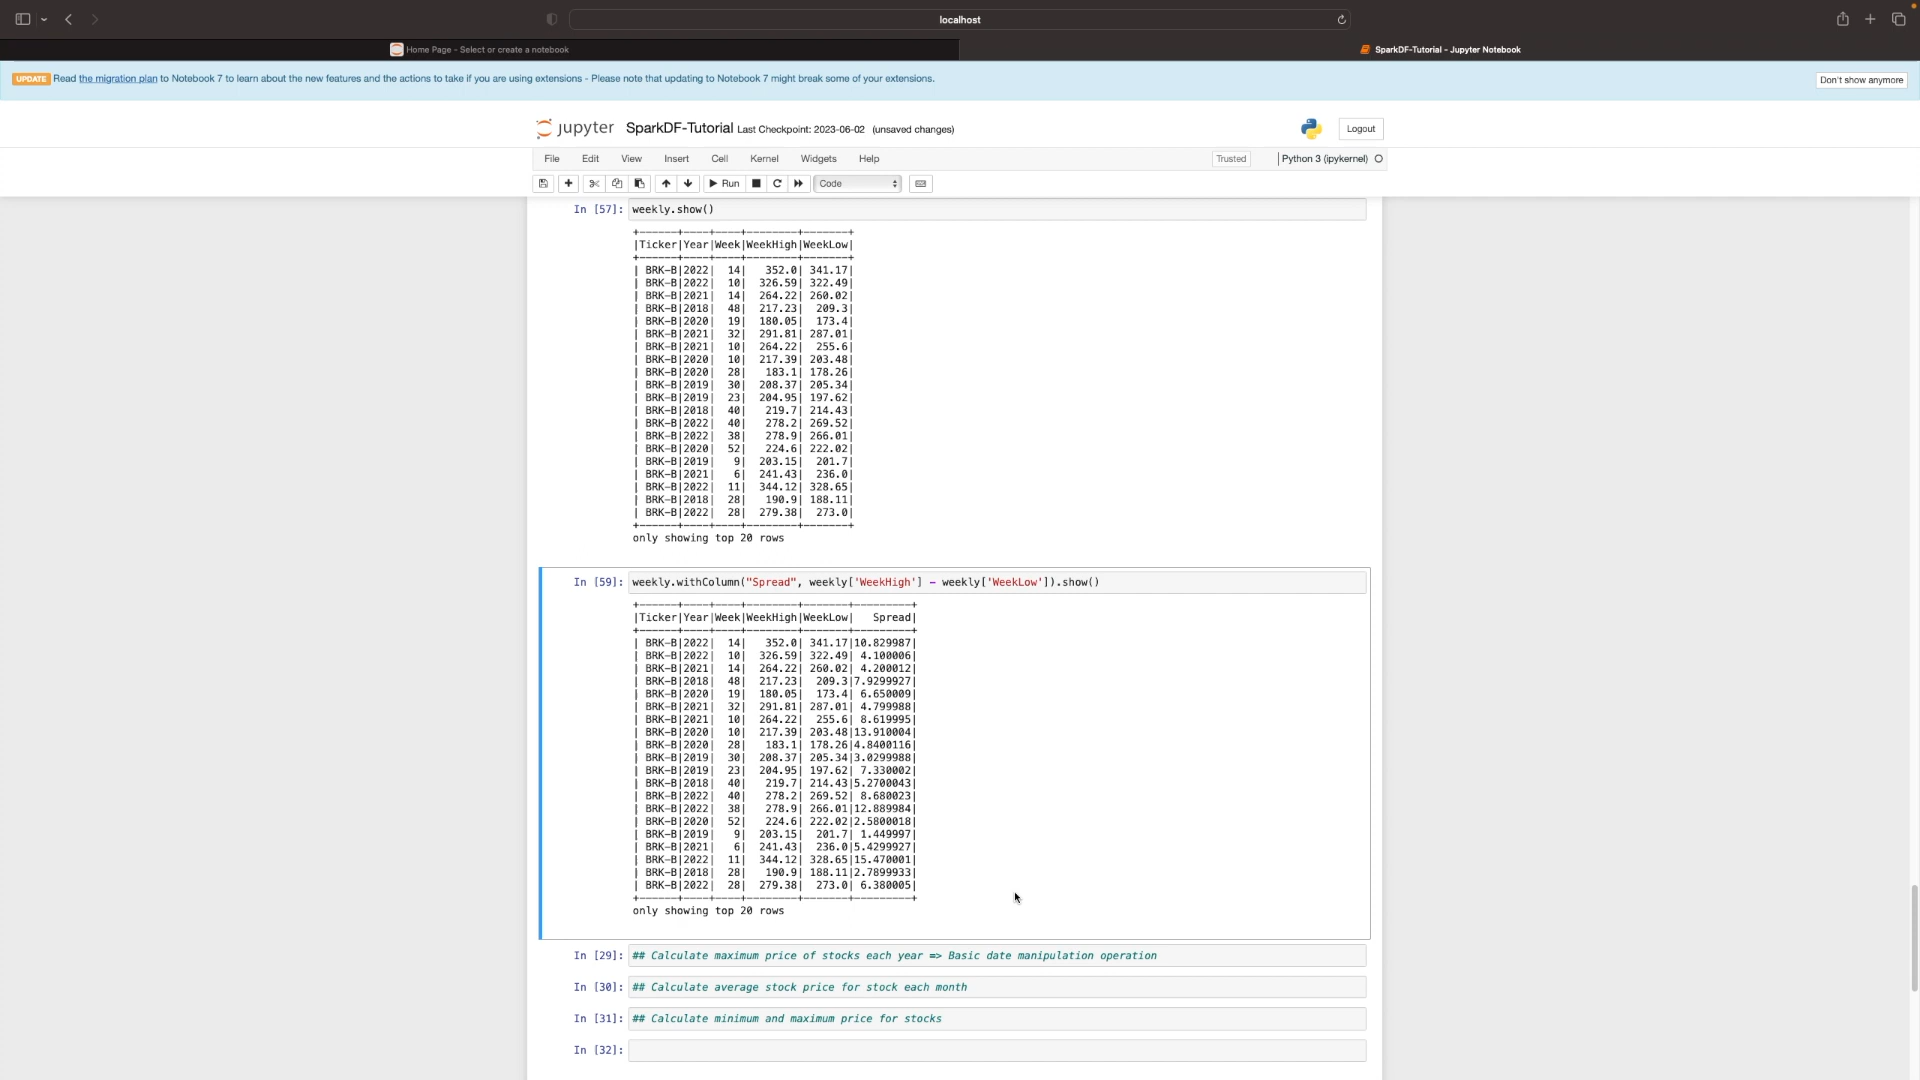 localhost
Home Page - Select or create a notebook
SparkDF-Tutorial - Jupyter Notebook
UPDATE Read the migration plan to Notebook 7 to learn about the new features and the actions to take if you are using extensions - Please note that updating to Notebook 7 might break some of your extensions.
Don't show anymore
jupyter SparkDF-Tutorial Last Checkpoint: 2023-06-02 (unsaved changes)
Logout
File Edit View Insert Cell Kernel Widgets Help
Trusted
Python 3 (ipykernel)
Run
Code
In [57]: weekly.show()
+------+----+----+--------+-------+
|Ticker|Year|Week|WeekHigh|WeekLow|
+------+----+----+--------+-------+
| BRK-B|2022|  14|   352.0| 341.17|
| BRK-B|2022|  10|  326.59| 322.49|
| BRK-B|2021|  14|  264.22| 260.02|
| BRK-B|2018|  48|  217.23|  209.3|
| BRK-B|2020|  19|  180.05|  173.4|
| BRK-B|2021|  32|  291.81| 287.01|
| BRK-B|2021|  10|  264.22|  255.6|
| BRK-B|2020|  10|  217.39| 203.48|
| BRK-B|2020|  28|   183.1| 178.26|
| BRK-B|2019|  30|  208.37| 205.34|
| BRK-B|2019|  23|  204.95| 197.62|
| BRK-B|2018|  40|   219.7| 214.43|
| BRK-B|2022|  40|   278.2| 269.52|
| BRK-B|2022|  38|   278.9| 266.01|
| BRK-B|2020|  52|   224.6| 222.02|
| BRK-B|2019|   9|  203.15|  201.7|
| BRK-B|2021|   6|  241.43|  236.0|
| BRK-B|2022|  11|  344.12| 328.65|
| BRK-B|2018|  28|   190.9| 188.11|
| BRK-B|2022|  28|  279.38|  273.0|
+------+----+----+--------+-------+
only showing top 20 rows
In [59]: weekly.withColumn("Spread", weekly['WeekHigh'] - weekly['WeekLow']).show()
+------+----+----+--------+-------+---------+
|Ticker|Year|Week|WeekHigh|WeekLow|   Spread|
+------+----+----+--------+-------+---------+
| BRK-B|2022|  14|   352.0| 341.17|10.829987|
| BRK-B|2022|  10|  326.59| 322.49| 4.100006|
| BRK-B|2021|  14|  264.22| 260.02| 4.200012|
| BRK-B|2018|  48|  217.23|  209.3|7.9299927|
| BRK-B|2020|  19|  180.05|  173.4| 6.650009|
| BRK-B|2021|  32|  291.81| 287.01| 4.799988|
| BRK-B|2021|  10|  264.22|  255.6| 8.619995|
| BRK-B|2020|  10|  217.39| 203.48|13.910004|
| BRK-B|2020|  28|   183.1| 178.26|4.8400116|
| BRK-B|2019|  30|  208.37| 205.34|3.0299988|
| BRK-B|2019|  23|  204.95| 197.62| 7.330002|
| BRK-B|2018|  40|   219.7| 214.43|5.2700043|
| BRK-B|2022|  40|   278.2| 269.52| 8.680023|
| BRK-B|2022|  38|   278.9| 266.01|12.889984|
| BRK-B|2020|  52|   224.6| 222.02|2.5800018|
| BRK-B|2019|   9|  203.15|  201.7| 1.449997|
| BRK-B|2021|   6|  241.43|  236.0|5.4299927|
| BRK-B|2022|  11|  344.12| 328.65|15.470001|
| BRK-B|2018|  28|   190.9| 188.11|2.7899933|
| BRK-B|2022|  28|  279.38|  273.0| 6.380005|
+------+----+----+--------+-------+---------+
only showing top 20 rows
In [29]: ## Calculate maximum price of stocks each year => Basic date manipulation operation
In [30]: ## Calculate average stock price for stock each month
In [31]: ## Calculate minimum and maximum price for stocks
In [32]: